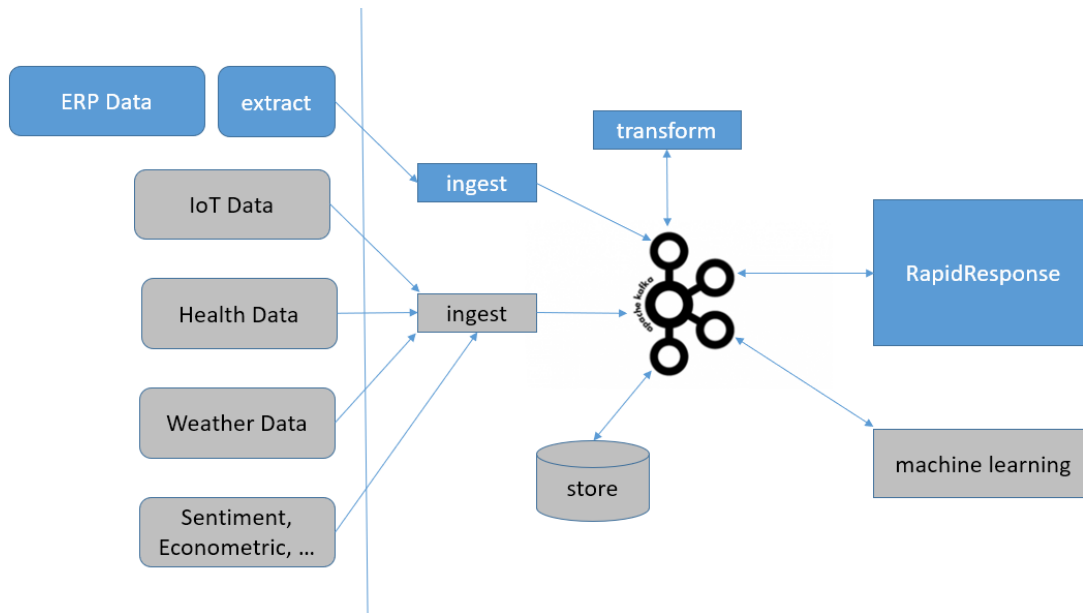 ERP Data
extract
transform
ingest
IoT Data
RapidResponse
apache kafka
Health Data
ingest
Weather Data
machine learning
store
Sentiment,
Econometric, ...